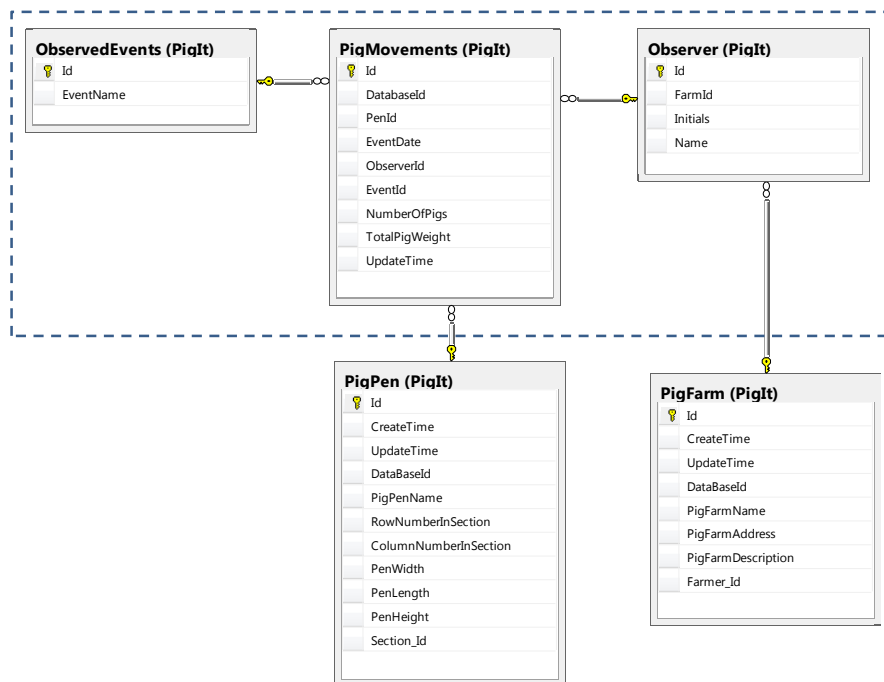 ObservedEvents (PigIt)
Id
EventName
PigMovements (PigIt)
Id
DatabaseId
PenId
EventDate
ObserverId
EventId
NumberOfPigs
TotalPigWeight
UpdateTime
Observer (PigIt)
Id
FarmId
Initials
Name
PigPen (PigIt)
Id
CreateTime
UpdateTime
DataBaseId
PigPenName
RowNumberInSection
ColumnNumberInSection
PenWidth
PenLength
PenHeight
Section_Id
PigFarm (PigIt)
Id
CreateTime
UpdateTime
DataBaseId
PigFarmName
PigFarmAddress
PigFarmDescription
Farmer_Id